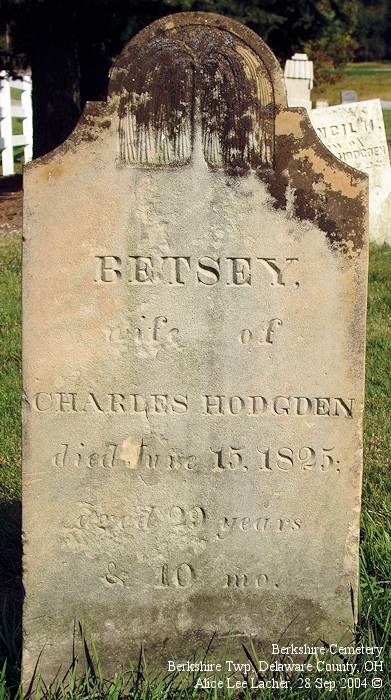 BETSEY,
wife of
CHARLES HODGDEN
died June 15, 1825;
aged 29 years
& 10 mo.
HODGDEN
Berkshire Cemetery
Berkshire Twp, Delaware County, OH
Alice Lee Lacher, 28 Sep 2004 ©